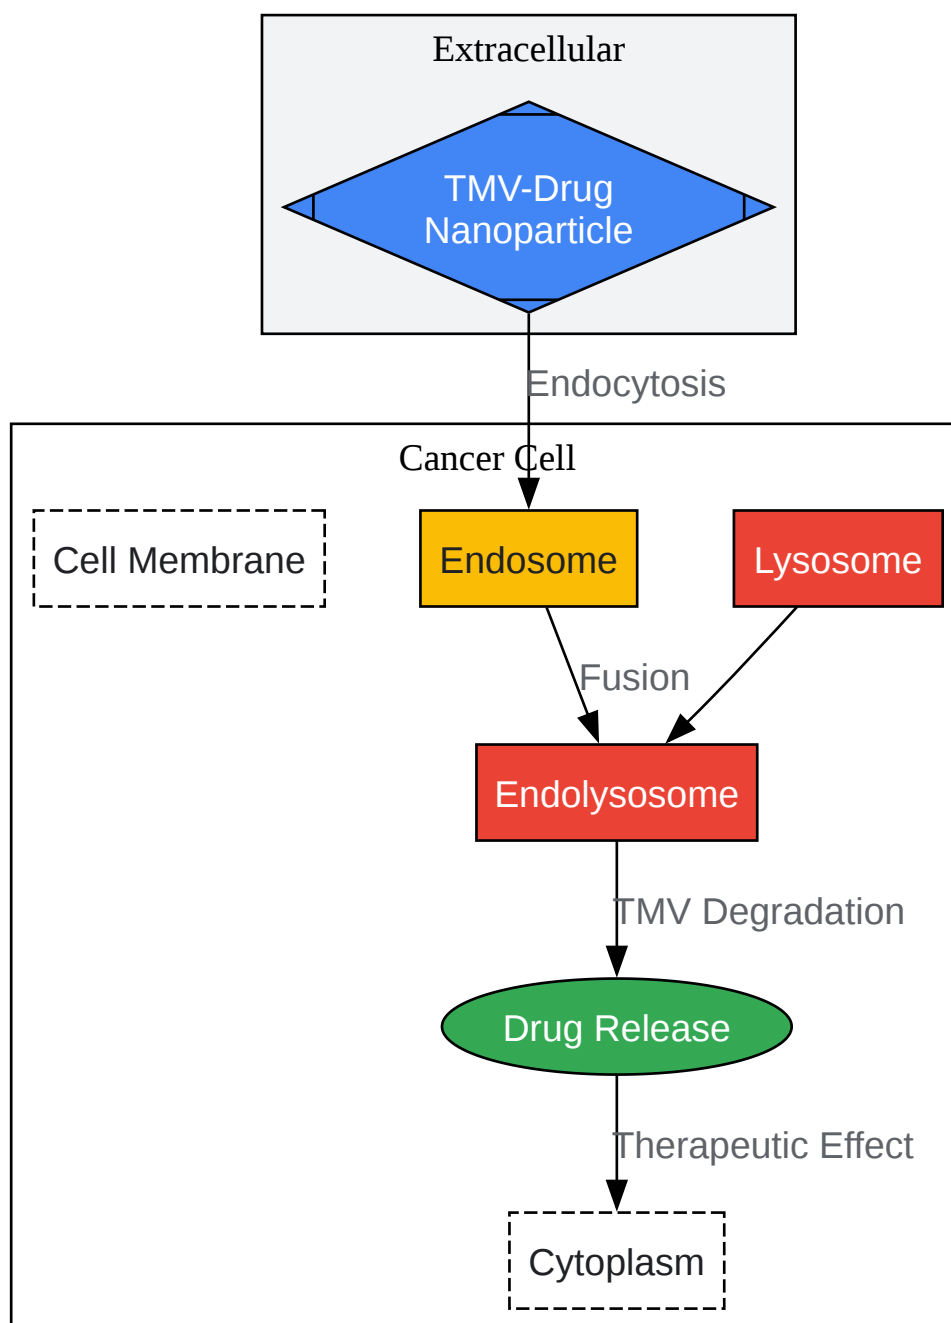 Extracellular
TMV-Drug
Nanoparticle
Endocytosis
Cancer Cell
Cell Membrane
Endosome
Lysosome
Fusion
Endolysosome
TMV Degradation
Drug Release
Therapeutic Effect
Cytoplasm